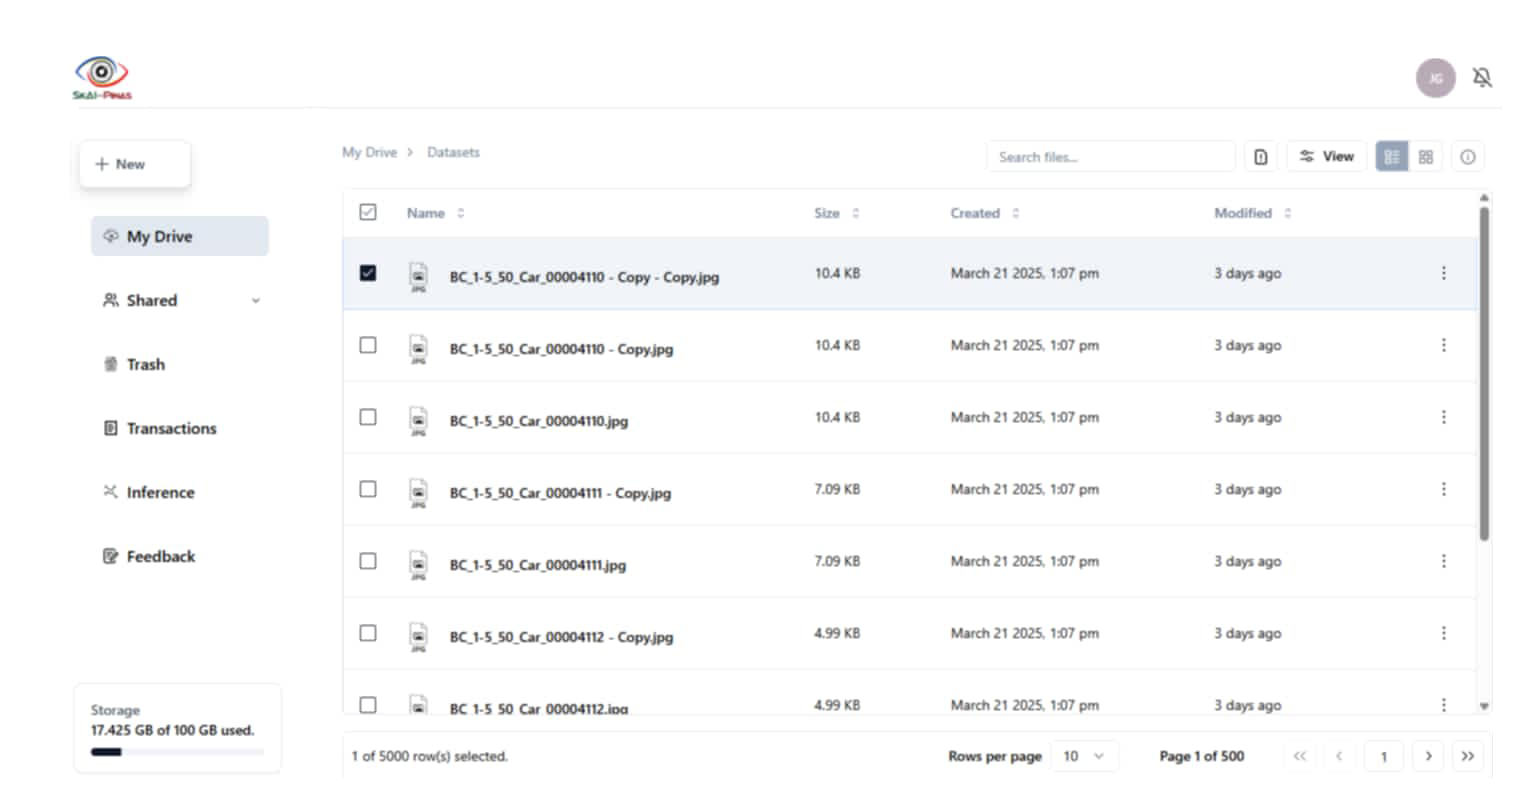 SKAI-PINAS
JG
+ New
My Drive > Datasets
Search files...
View
My Drive
Shared
Trash
Transactions
Inference
Feedback
Name Size Created Modified
BC_1-5_50_Car_00004110 - Copy - Copy.jpg 10.4 KB March 21 2025, 1:07 pm 3 days ago
JPG
BC_1-5_50_Car_00004110 - Copy.jpg 10.4 KB March 21 2025, 1:07 pm 3 days ago
JPG
BC_1-5_50_Car_00004110.jpg 10.4 KB March 21 2025, 1:07 pm 3 days ago
JPG
BC_1-5_50_Car_00004111 - Copy.jpg 7.09 KB March 21 2025, 1:07 pm 3 days ago
JPG
BC_1-5_50_Car_00004111.jpg 7.09 KB March 21 2025, 1:07 pm 3 days ago
JPG
BC_1-5_50_Car_00004112 - Copy.jpg 4.99 KB March 21 2025, 1:07 pm 3 days ago
JPG
BC_1-5_50_Car_00004112.jpg 4.99 KB March 21 2025, 1:07 pm 3 days ago
Storage
17.425 GB of 100 GB used.
1 of 5000 row(s) selected. Rows per page 10 Page 1 of 500 << < 1 > >>